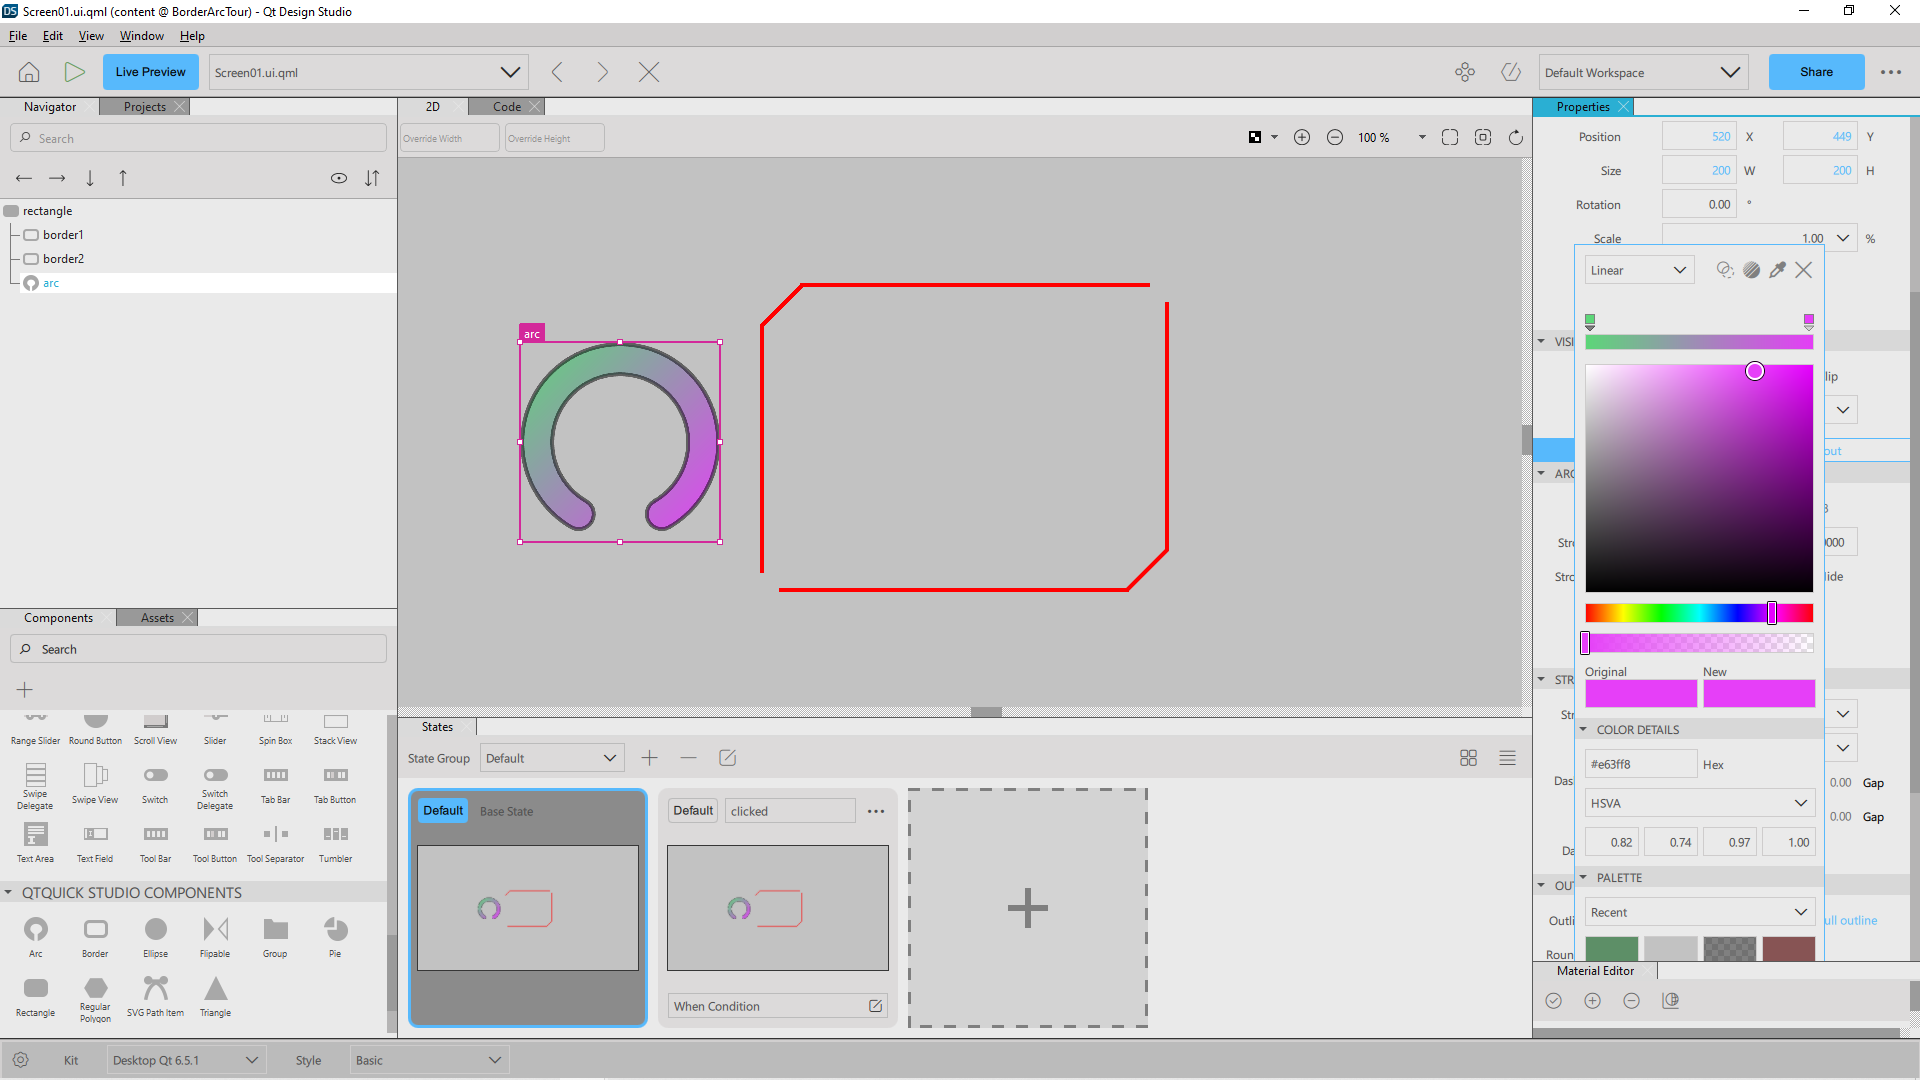 DS Screen01.ui.qml (content @ BorderArcTour) - Qt Design Studio
File Edit View Window Help
Live Preview Screen01.ui.qml Default Workspace Share
Navigator Projects 2D Code Properties
Search Override Width Override Height 100 % Position 520 X 449 Y
Size 200 W 200 H
Rotation 0.00 °
Scale 1.00 %
rectangle
border1
border2
arc
arc
Linear
VISI
lip
out
ARC
Stro 0000
Stro lide
Components Assets
Search
Original New
STR
Str
COLOR DETAILS
#e63ff8 Hex
Das 0.00 Gap
HSVA
0.00 Gap
0.82 0.74 0.97 1.00
Da
PALETTE
OU
Recent
Outli ull outline
Roun
Range Slider Round Button Scroll View Slider Spin Box Stack View
Swipe Delegate Swipe View Switch Switch Delegate Tab Bar Tab Button
Text Area Text Field Tool Bar Tool Button Tool Separator Tumbler
QTQUICK STUDIO COMPONENTS
Arc Border Ellipse Flipable Group Pie
Rectangle Regular Polygon SVG Path Item Triangle
States
State Group Default
Default Base State Default clicked
When Condition
Material Editor
Kit Desktop Qt 6.5.1 Style Basic